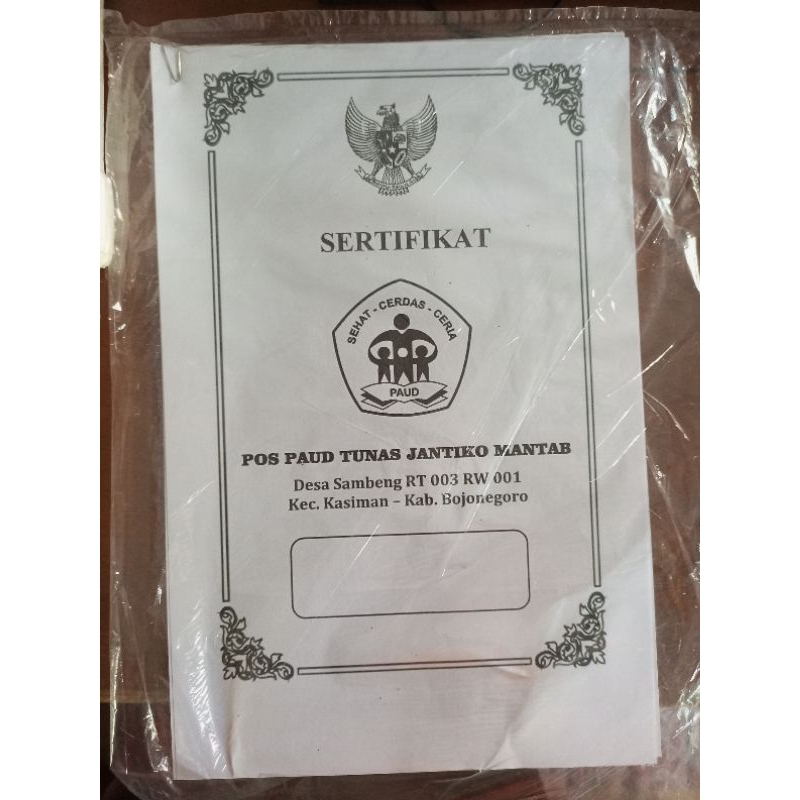 SERTIFIKAT
SEHAT - CERDAS - CERIA
PAUD
POS PAUD TUNAS JANTIKO MANTAB
Desa Sambeng RT 003 RW 001
Kec. Kasiman – Kab. Bojonegoro